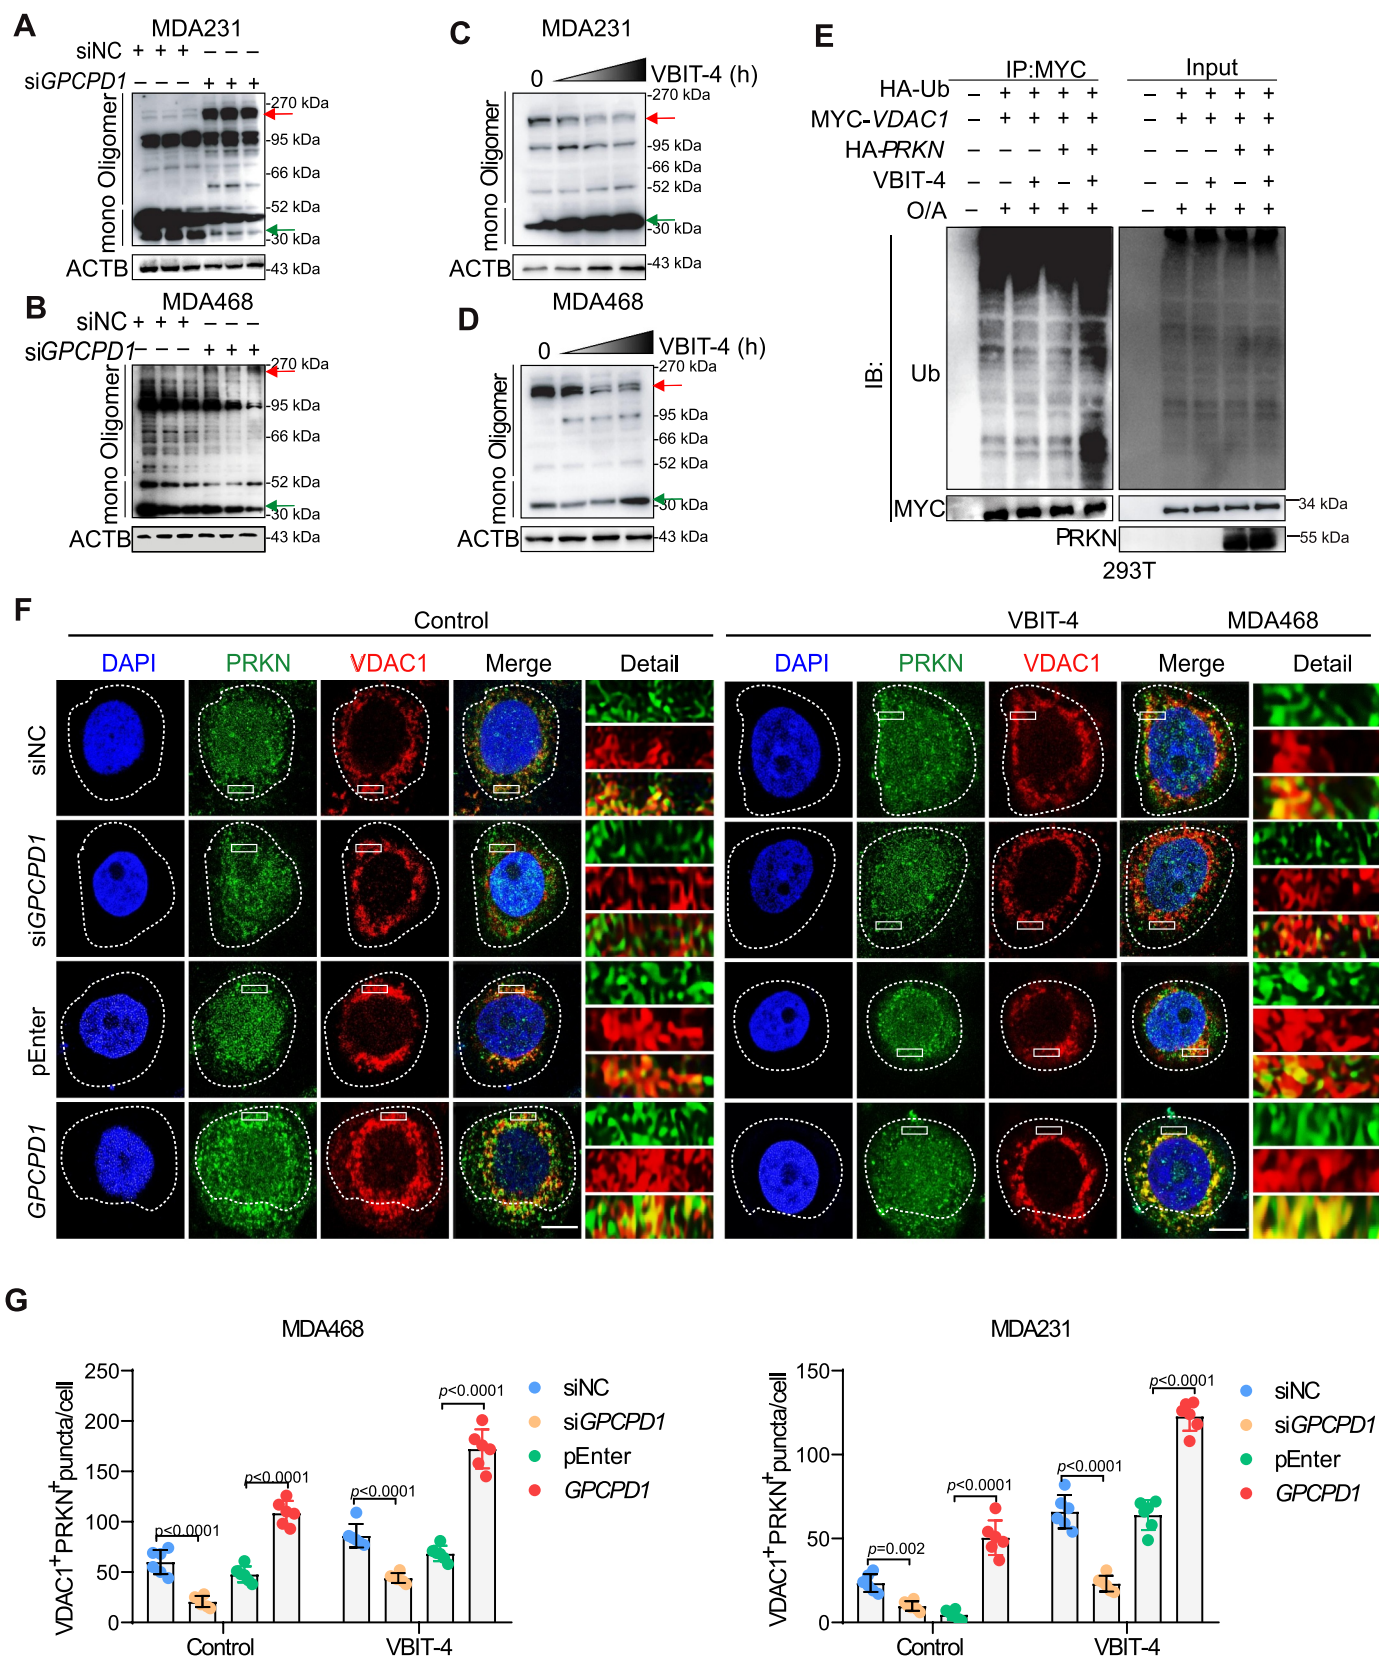 A
MDA231
siNC + + + – – –
siGPCPD1 – – – + + +
mono Oligomer
270 kDa
95 kDa
66 kDa
52 kDa
30 kDa
ACTB
43 kDa
B
MDA468
siNC + + + – – –
siGPCPD1 – – – + + +
mono Oligomer
270 kDa
95 kDa
66 kDa
52 kDa
30 kDa
ACTB
43 kDa
C
MDA231
0 VBIT-4 (h)
mono Oligomer
270 kDa
95 kDa
66 kDa
52 kDa
30 kDa
ACTB
43 kDa
D
MDA468
0 VBIT-4 (h)
mono Oligomer
270 kDa
95 kDa
66 kDa
52 kDa
30 kDa
ACTB
43 kDa
E
IP:MYC Input
HA-Ub – + + + + – + + + +
MYC-VDAC1 – + + + + – + + + +
HA-PRKN – – – + + – – – + +
VBIT-4 – – + – + – – + – +
O/A – + + + + – + + + +
IB:
Ub
MYC
34 kDa
PRKN
55 kDa
293T
F
Control VBIT-4 MDA468
DAPI PRKN VDAC1 Merge Detail DAPI PRKN VDAC1 Merge Detail
siNC
siGPCPD1
pEnter
GPCPD1
G
MDA468
VDAC1+PRKN+puncta/cell
250
200
150
100
50
0
p<0.0001
p<0.0001
p<0.0001
p<0.0001
Control VBIT-4
siNC
siGPCPD1
pEnter
GPCPD1
MDA231
VDAC1+PRKN+puncta/cell
150
100
50
0
p=0.002
p<0.0001
p<0.0001
p<0.0001
Control VBIT-4
siNC
siGPCPD1
pEnter
GPCPD1